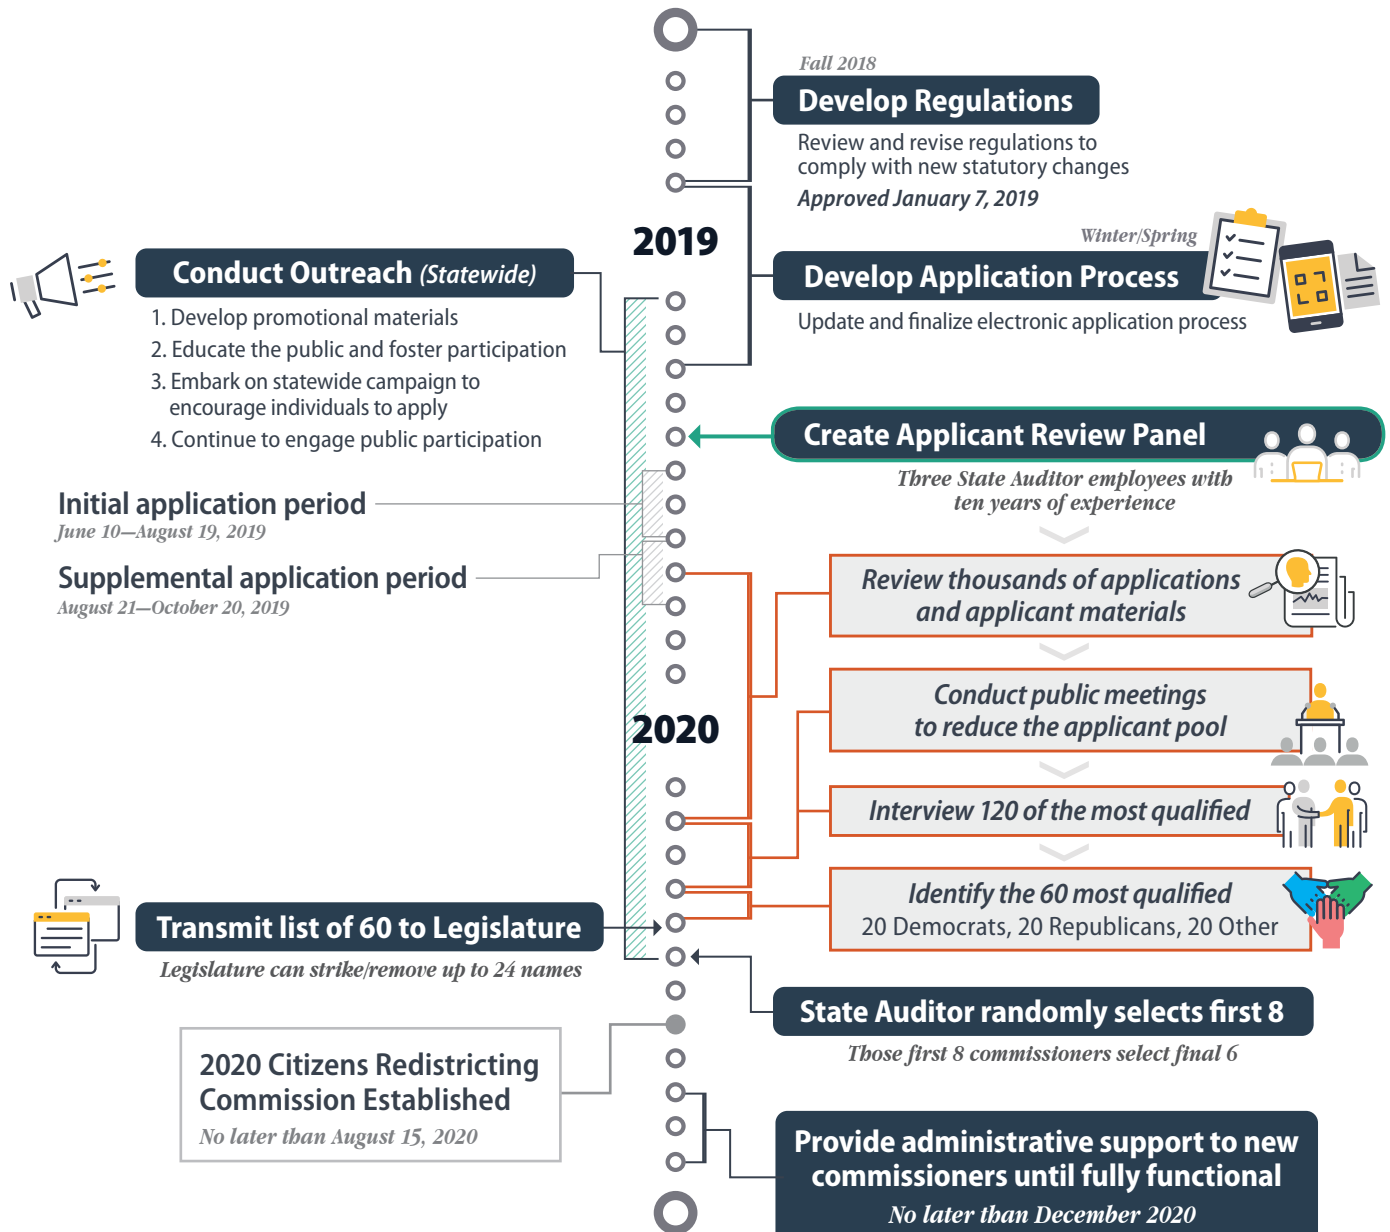 Fall 2018
Develop Regulations
Review and revise regulations to
comply with new statutory changes
Approved January 7, 2019
2019
Winter/Spring
Develop Application Process
Update and finalize electronic application process
Conduct Outreach (Statewide)
1. Develop promotional materials
2. Educate the public and foster participation
3. Embark on statewide campaign to
encourage individuals to apply
4. Continue to engage public participation
Create Applicant Review Panel
Three State Auditor employees with
ten years of experience
Initial application period
June 10—August 19, 2019
Supplemental application period
August 21—October 20, 2019
Review thousands of applications
and applicant materials
Conduct public meetings
to reduce the applicant pool
2020
Interview 120 of the most qualified
Identify the 60 most qualified
20 Democrats, 20 Republicans, 20 Other
Transmit list of 60 to Legislature
Legislature can strike/remove up to 24 names
State Auditor randomly selects first 8
Those first 8 commissioners select final 6
2020 Citizens Redistricting
Commission Established
No later than August 15, 2020
Provide administrative support to new
commissioners until fully functional
No later than December 2020